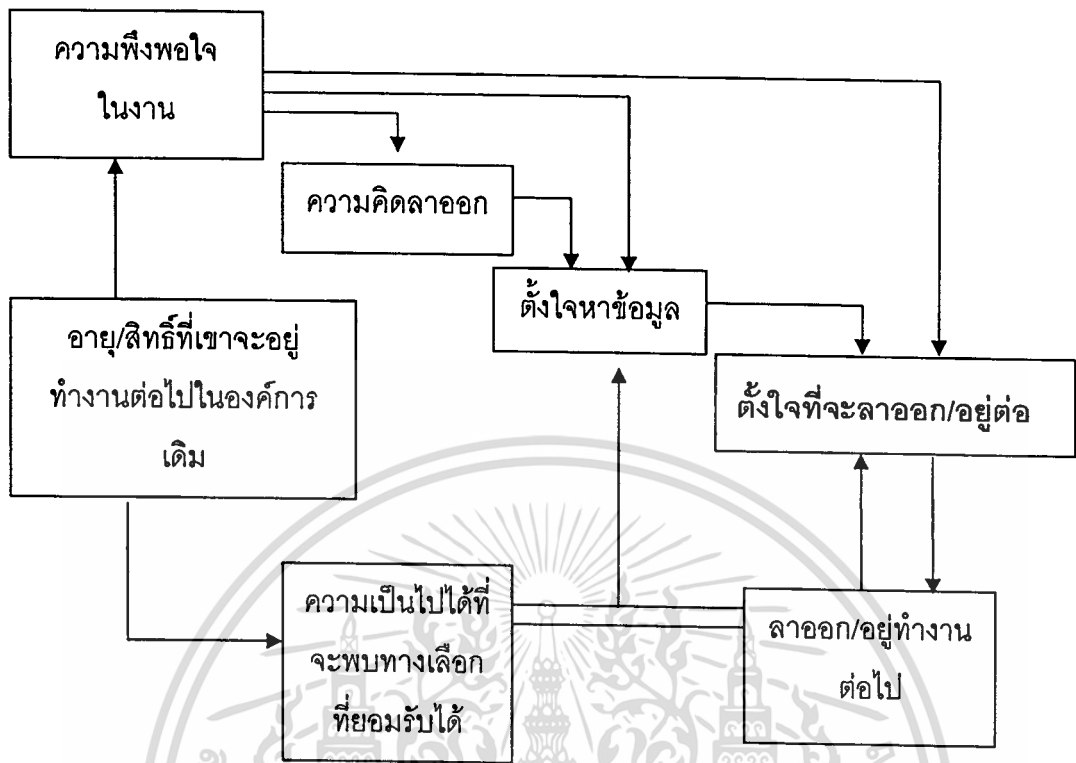 ความพึงพอใจ
ในงาน
ความคิดลาออก
ตั้งใจหาข้อมูล
อายุ/สิทธิ์ที่เขาจะอยู่
ทำงานต่อไปในองค์การ
เดิม
ตั้งใจที่จะลาออก/อยู่ต่อ
ความเป็นไปได้ที่
จะพบทางเลือก
ที่ยอมรับได้
ลาออก/อยู่ทำงาน
ต่อไป